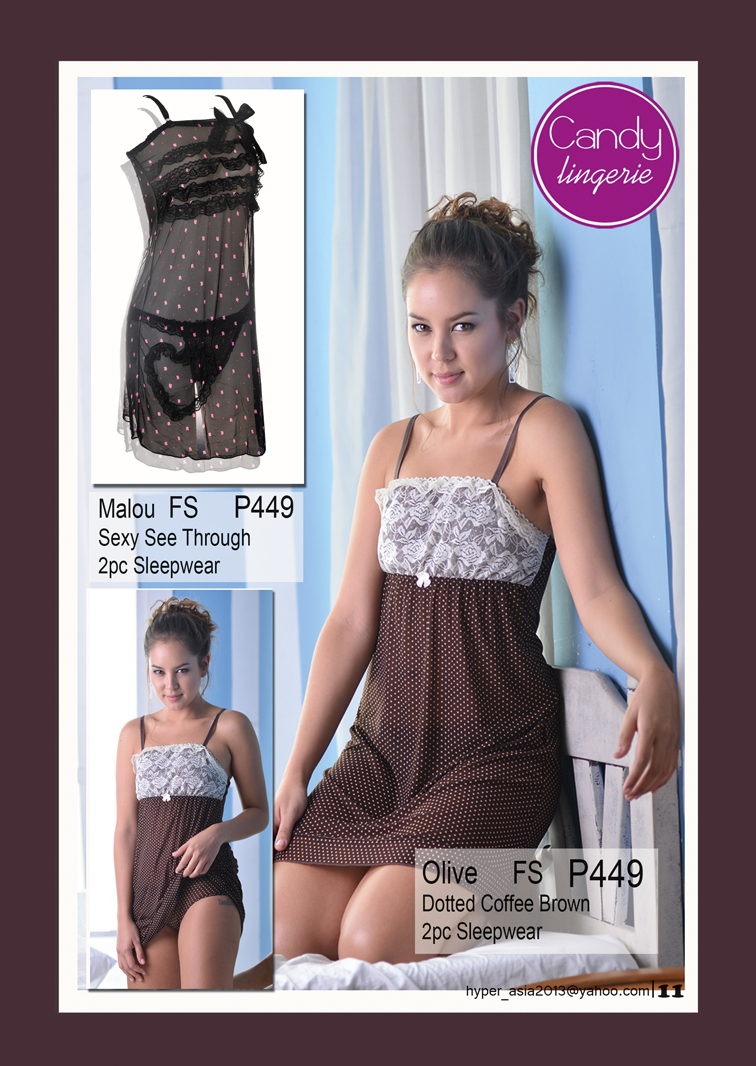 Candy
lingerie
Malou FS P449
Sexy See Through
2pc Sleepwear
Olive FS P449
Dotted Coffee Brown
2pc Sleepwear
hyper_asia2013@yahoo.com|11